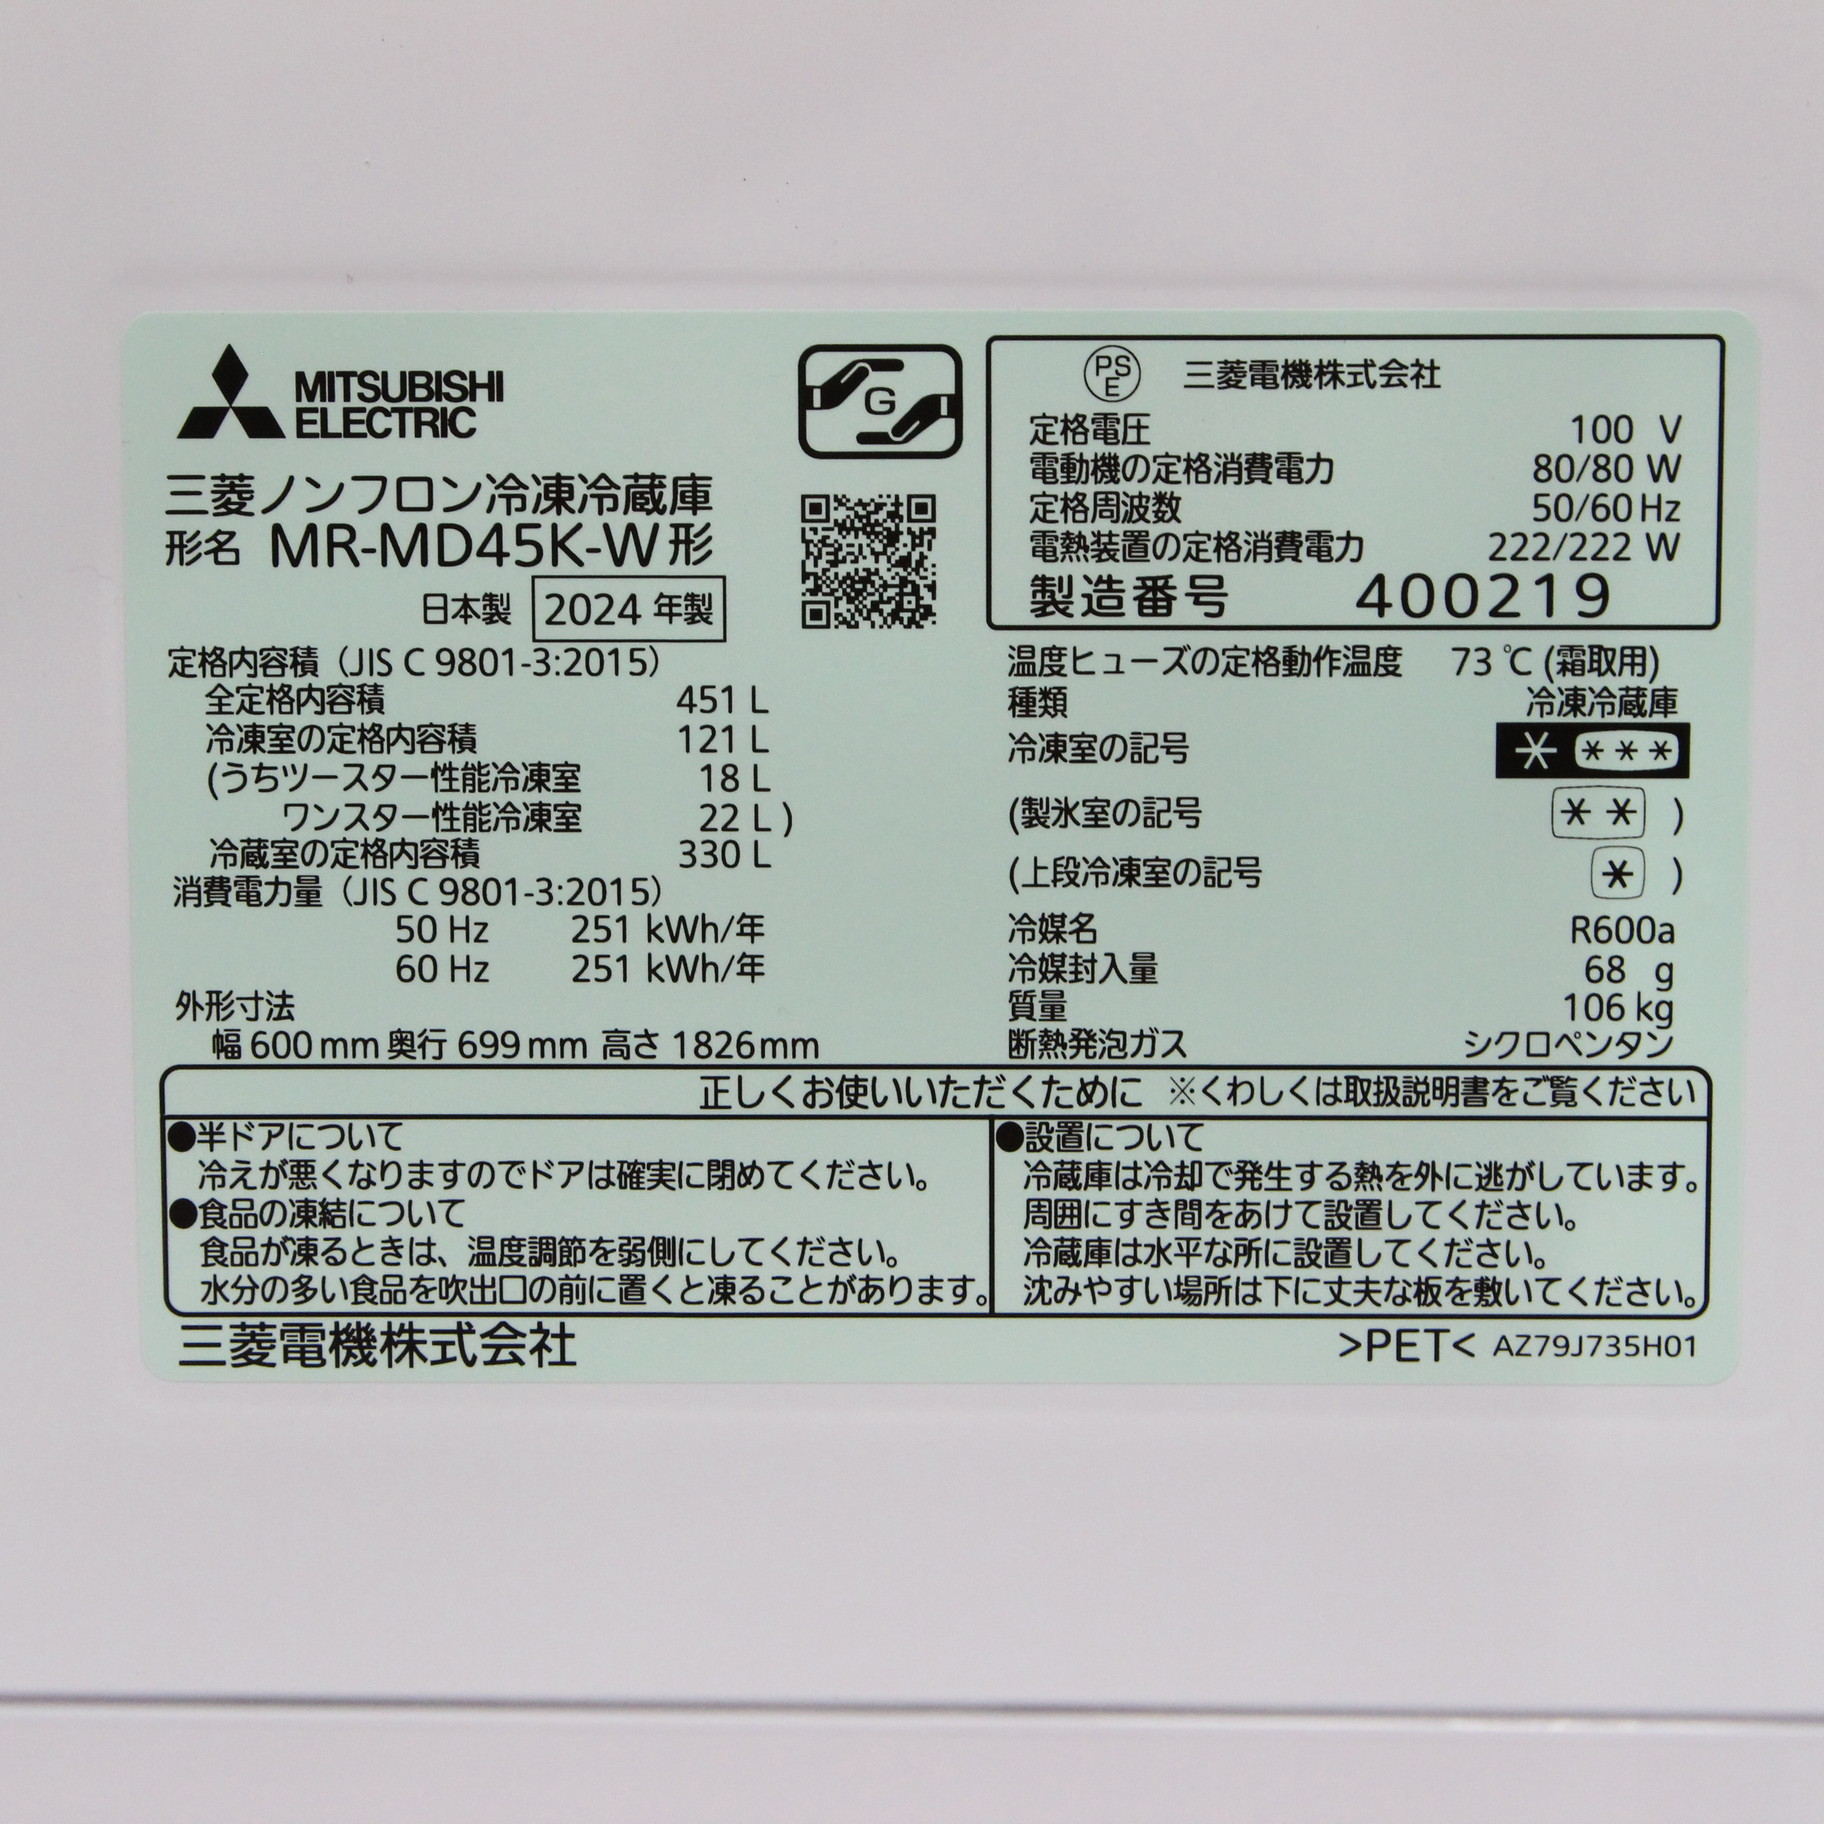 MITSUBISHI
ELECTRIC
G
三菱ノンフロン冷凍冷蔵庫
形名 MR-MD45K-W形
日本製 2024 年製
定格内容積（JIS C 9801-3:2015）
全定格内容積 451 L
冷凍室の定格内容積 121 L
(うちツースター性能冷凍室 18 L
ワンスター性能冷凍室 22 L )
冷蔵室の定格内容積 330 L
消費電力量（JIS C 9801-3:2015）
50 Hz 251 kWh/年
60 Hz 251 kWh/年
外形寸法
幅 600 mm 奥行 699 mm 高さ 1826mm
PS
E
三菱電機株式会社
定格電圧 100 V
電動機の定格消費電力 80/80 W
定格周波数 50/60 Hz
電熱装置の定格消費電力 222/222 W
製造番号 400219
温度ヒューズの定格動作温度 73 ℃ (霜取用)
種類 冷凍冷蔵庫
冷凍室の記号 * ***
(製氷室の記号 ** )
(上段冷凍室の記号 * )
冷媒名 R600a
冷媒封入量 68 g
質量 106 kg
断熱発泡ガス シクロペンタン
正しくお使いいただくために ※くわしくは取扱説明書をご覧ください
●半ドアについて
冷えが悪くなりますのでドアは確実に閉めてください。
●食品の凍結について
食品が凍るときは、温度調節を弱側にしてください。
水分の多い食品を吹出口の前に置くと凍ることがあります。
●設置について
冷蔵庫は冷却で発生する熱を外に逃がしています。
周囲にすき間をあけて設置してください。
冷蔵庫は水平な所に設置してください。
沈みやすい場所は下に丈夫な板を敷いてください。
三菱電機株式会社
>PET< AZ79J735H01